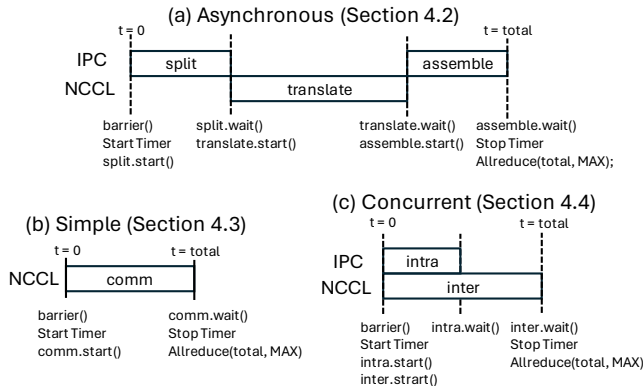 (a) Asynchronous (Section 4.2)
t = 0
t = total
IPC
split
assemble
NCCL
translate
barrier()
Start Timer
split.start()
split.wait()
translate.start()
translate.wait()
assemble.start()
assemble.wait()
Stop Timer
Allreduce(total, MAX);
(b) Simple (Section 4.3)
t = 0
t = total
NCCL
comm
barrier()
Start Timer
comm.start()
comm.wait()
Stop Timer
Allreduce(total, MAX)
(c) Concurrent (Section 4.4)
t = 0
t = total
IPC
intra
NCCL
inter
barrier()
Start Timer
intra.start()
inter.strart()
intra.wait()
inter.wait()
Stop Timer
Allreduce(total, MAX)